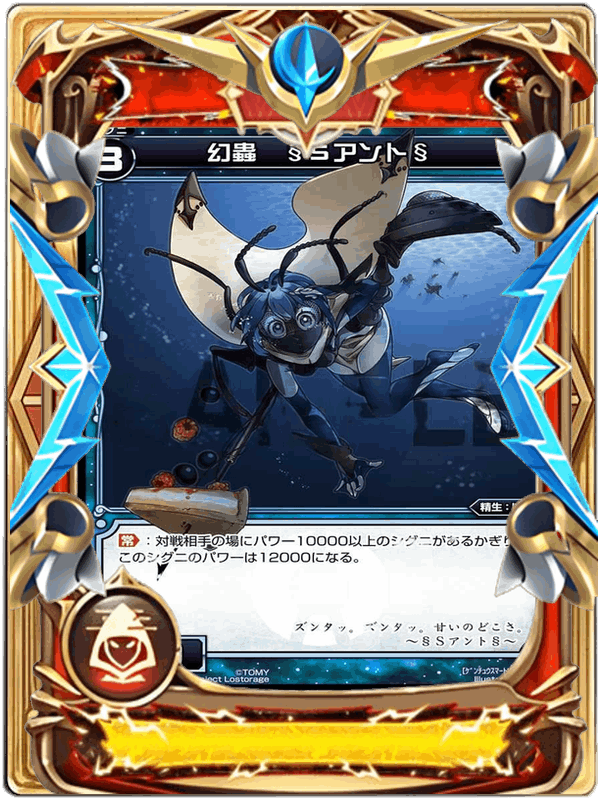 3
幻蟲 §Sアント§
精生：
常：対戦相手の場にパワー10000以上のシグニがあるかぎり
このシグニのパワーは12000になる。
ズンタッ。ズンタッ。甘いのどこさ。
～§Sアント§～
©TOMY
ject Lostorage
Illust